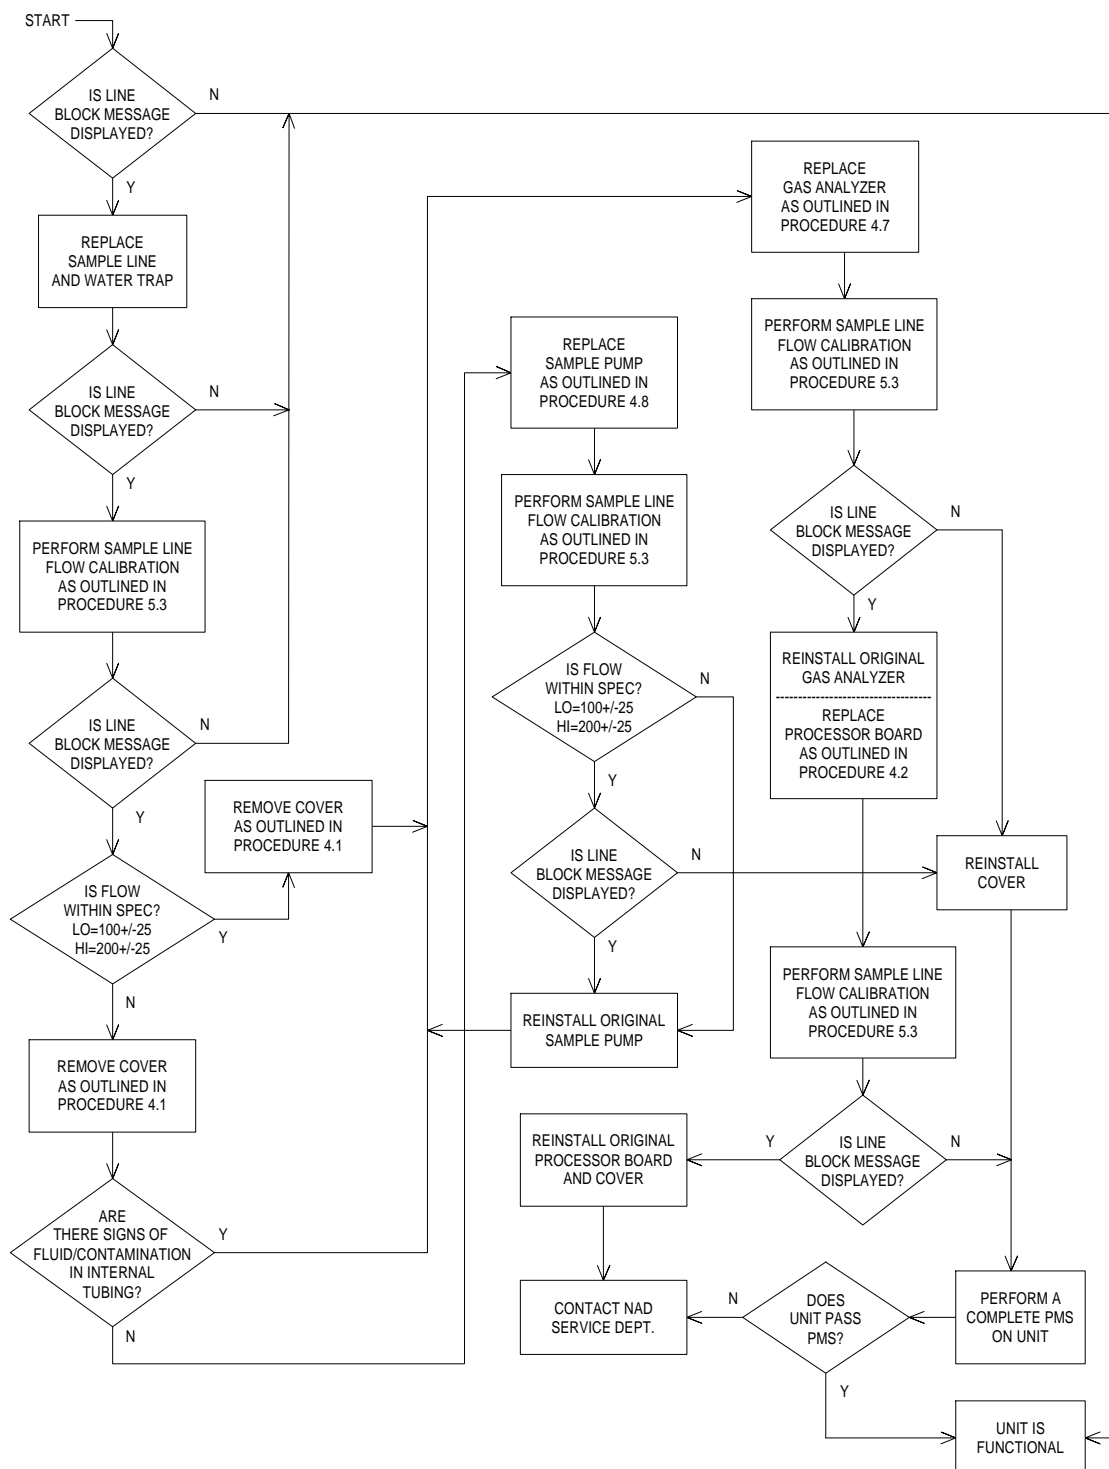 START
IS LINE
BLOCK MESSAGE
DISPLAYED?
N
Y
REPLACE
SAMPLE LINE
AND WATER TRAP
IS LINE
BLOCK MESSAGE
DISPLAYED?
N
Y
PERFORM SAMPLE LINE
FLOW CALIBRATION
AS OUTLINED IN
PROCEDURE 5.3
IS LINE
BLOCK MESSAGE
DISPLAYED?
N
Y
IS FLOW
WITHIN SPEC?
LO=100+/-25
HI=200+/-25
Y
N
REMOVE COVER
AS OUTLINED IN
PROCEDURE 4.1
REMOVE COVER
AS OUTLINED IN
PROCEDURE 4.1
ARE
THERE SIGNS OF
FLUID/CONTAMINATION
IN INTERNAL
TUBING?
Y
N
REPLACE
SAMPLE PUMP
AS OUTLINED IN
PROCEDURE 4.8
PERFORM SAMPLE LINE
FLOW CALIBRATION
AS OUTLINED IN
PROCEDURE 5.3
IS FLOW
WITHIN SPEC?
LO=100+/-25
HI=200+/-25
N
Y
IS LINE
BLOCK MESSAGE
DISPLAYED?
N
Y
REINSTALL ORIGINAL
SAMPLE PUMP
REPLACE
GAS ANALYZER
AS OUTLINED IN
PROCEDURE 4.7
PERFORM SAMPLE LINE
FLOW CALIBRATION
AS OUTLINED IN
PROCEDURE 5.3
IS LINE
BLOCK MESSAGE
DISPLAYED?
N
Y
REINSTALL ORIGINAL
GAS ANALYZER
REPLACE
PROCESSOR BOARD
AS OUTLINED IN
PROCEDURE 4.2
REINSTALL
COVER
PERFORM SAMPLE LINE
FLOW CALIBRATION
AS OUTLINED IN
PROCEDURE 5.3
IS LINE
BLOCK MESSAGE
DISPLAYED?
Y
N
REINSTALL ORIGINAL
PROCESSOR BOARD
AND COVER
CONTACT NAD
SERVICE DEPT.
PERFORM A
COMPLETE PMS
ON UNIT
DOES
UNIT PASS
PMS?
N
Y
UNIT IS
FUNCTIONAL